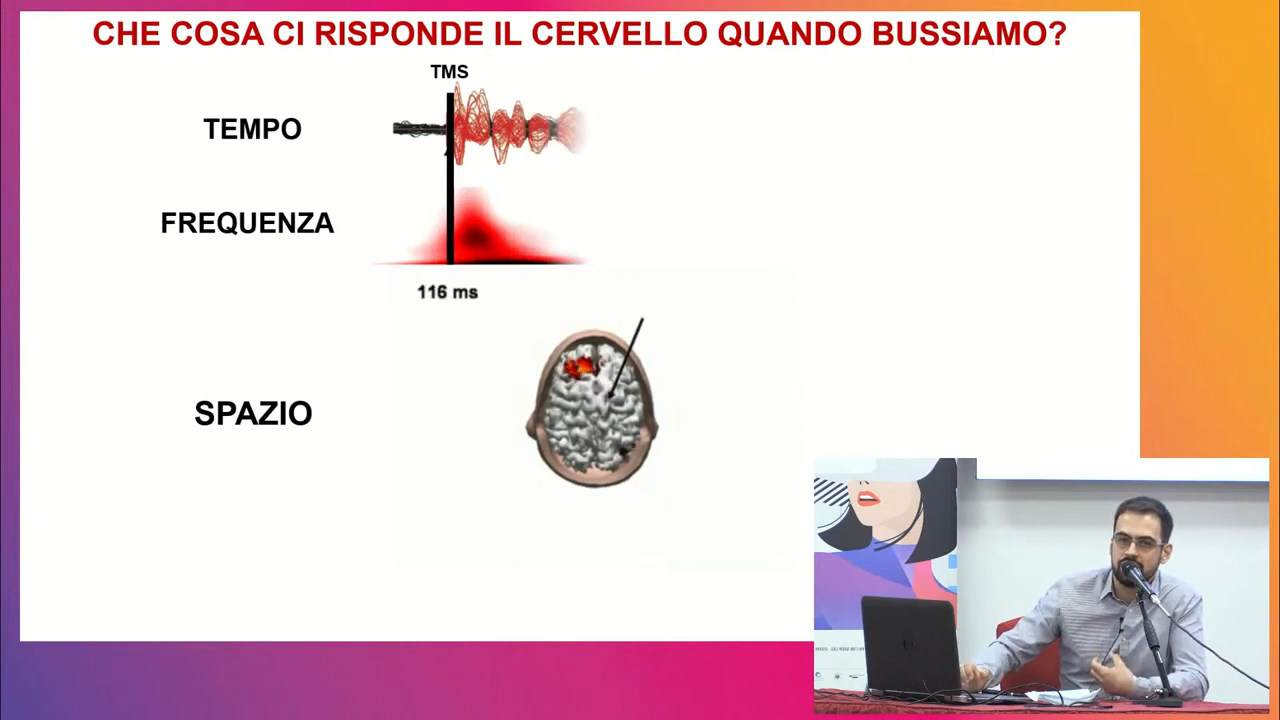 CHE COSA CI RISPONDE IL CERVELLO QUANDO BUSSIAMO?
TMS
TEMPO
FREQUENZA
116 ms
SPAZIO